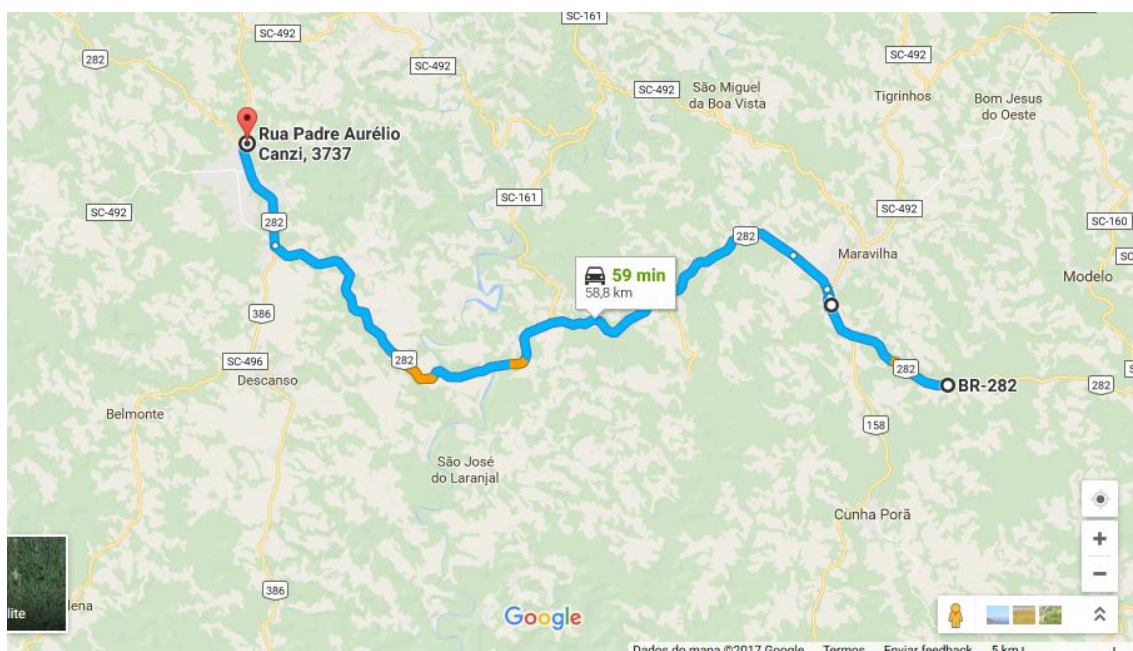 SC-161
SC-492
282
SC-492
SC-492
São Miguel
da Boa Vista
Tigrinhos
Bom Jesus
do Oeste
Rua Padre Aurélio
Canzi, 3737
SC-492
SC-161
SC-492
SC-160
282
282
Maravilha
Modelo
59 min
58,8 km
386
282
SC-496
Descanso
282
BR-282
282
Belmonte
158
São José
do Laranjal
Cunha Porã
386
lite
lena
Google
Dados do mapa ©2017 Google
Termos
Enviar feedback
5 km